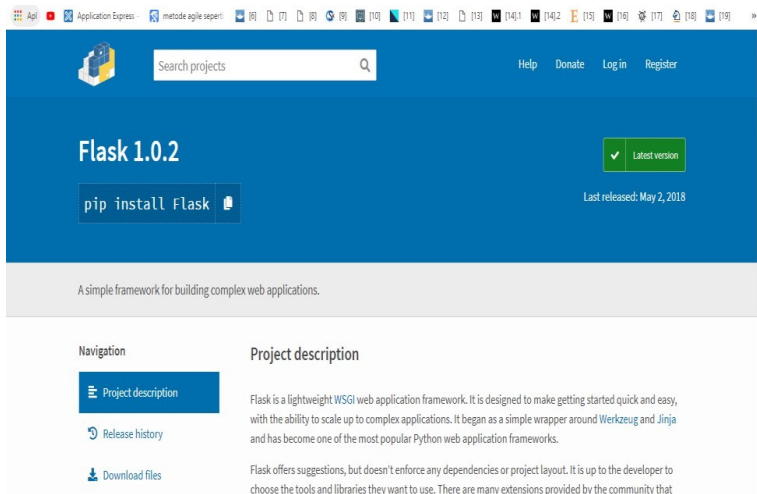 Apl Application Express - metode agile sepert [6] [7] [8] [9] [10] [11] [12] [13] [14].1 [14].2 [15] [16] [17] [18] [19] »
Search projects Help Donate Log in Register
Flask 1.0.2
Latest version
pip install Flask
Last released: May 2, 2018
A simple framework for building complex web applications.
Navigation
Project description
Release history
Download files
Project description
Flask is a lightweight WSGI web application framework. It is designed to make getting started quick and easy,
with the ability to scale up to complex applications. It began as a simple wrapper around Werkzeug and Jinja
and has become one of the most popular Python web application frameworks.
Flask offers suggestions, but doesn't enforce any dependencies or project layout. It is up to the developer to
choose the tools and libraries they want to use. There are many extensions provided by the community that